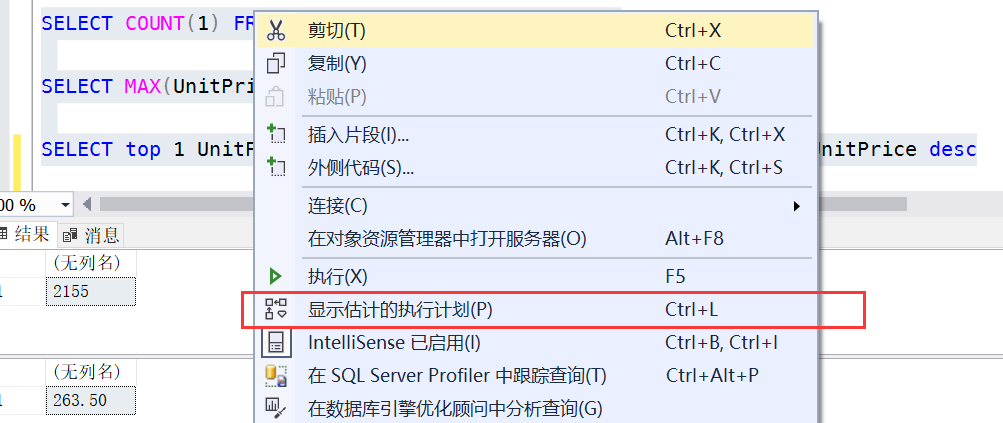 SELECT COUNT(1) FR
剪切(T) Ctrl+X
复制(Y) Ctrl+C
SELECT MAX(UnitPri
粘贴(P) Ctrl+V
插入片段(I)... Ctrl+K, Ctrl+X
SELECT top 1 UnitP
UnitPrice desc
外侧代码(S)... Ctrl+K, Ctrl+S
00 %
连接(C)
结果 消息
在对象资源管理器中打开服务器(O) Alt+F8
(无列名)
执行(X) F5
1 2155
显示估计的执行计划(P) Ctrl+L
IntelliSense 已启用(I) Ctrl+B, Ctrl+I
(无列名)
在 SQL Server Profiler 中跟踪查询(T) Ctrl+Alt+P
1 263.50
在数据库引擎优化顾问中分析查询(G)